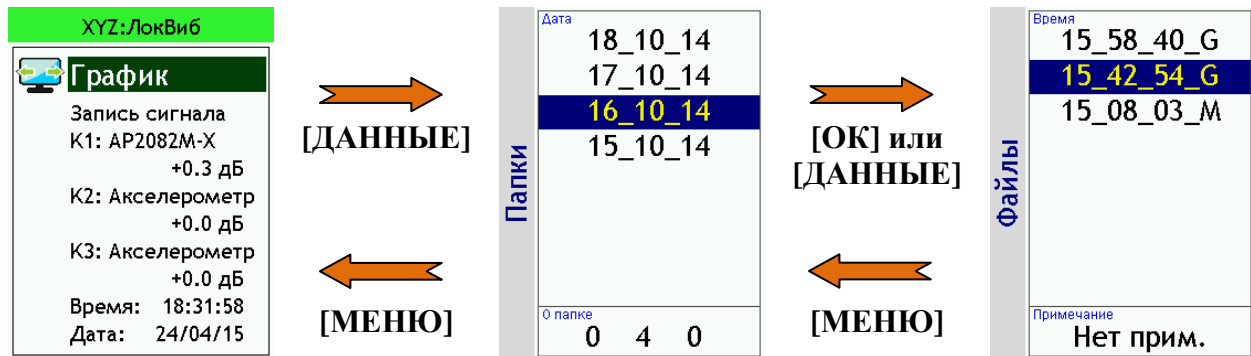 XYZ:ЛокВиб
График
Запись сигнала
К1: AP2082М-Х
+0.3 дБ
К2: Акселерометр
+0.0 дБ
К3: Акселерометр
+0.0 дБ
Время: 18:31:58
Дата: 24/04/15
[ДАННЫЕ]
[МЕНЮ]
Папки
Дата
18_10_14
17_10_14
16_10_14
15_10_14
О папке
0 4 0
[ОК] или
[ДАННЫЕ]
[МЕНЮ]
Файлы
Время
15_58_40_G
15_42_54_G
15_08_03_M
Примечание
Нет прим.